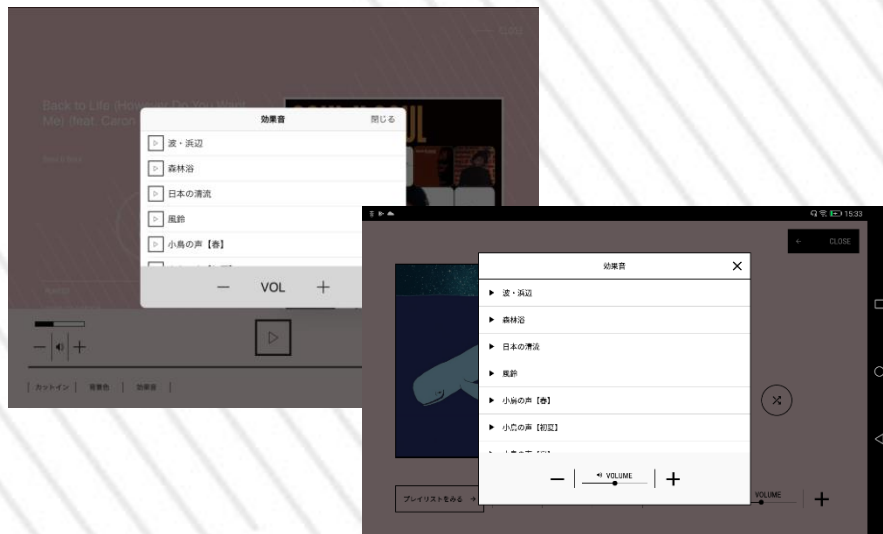 Back to Life (However Do You Want
Me) (feat. Caron
効果音
閉じる
波・浜辺
森林浴
日本の清流
風鈴
小鳥の声【春】
VOL
カットイン
背景色
効果音
15:33
CLOSE
効果音
波・浜辺
森林浴
日本の清流
風鈴
小鳥の声【春】
小鳥の声【初夏】
VOLUME
プレイリストをみる
VOLUME